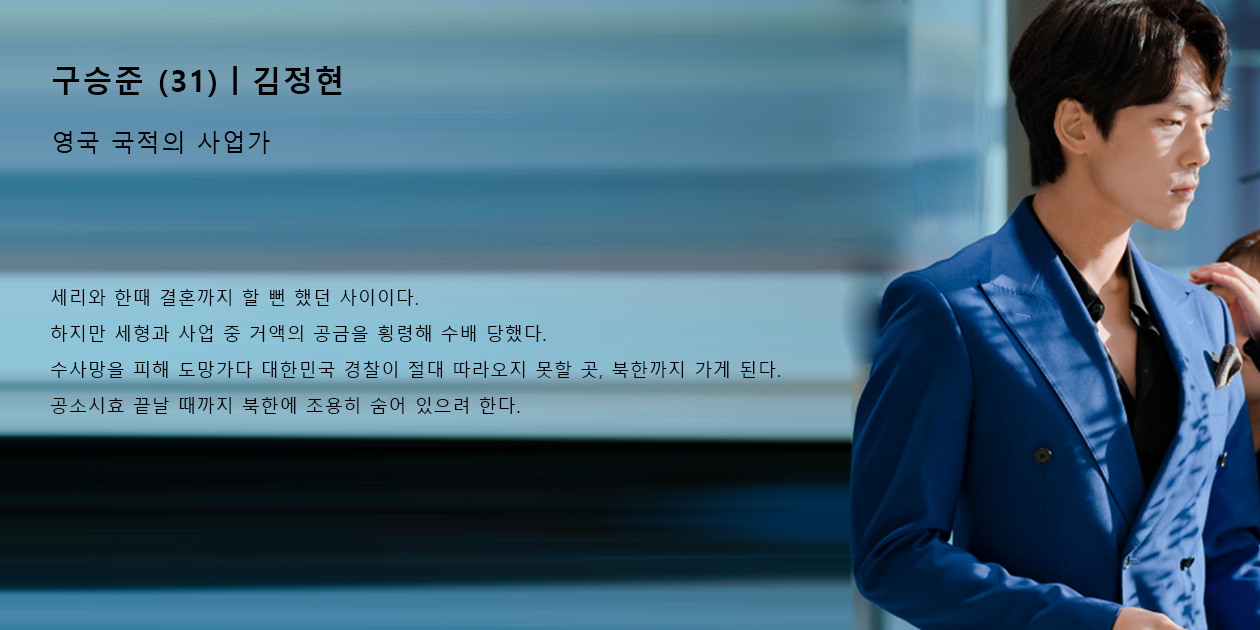 구승준 (31) | 김정현
영국 국적의 사업가
세리와 한때 결혼까지 할 뻔 했던 사이이다.
하지만 세형과 사업 중 거액의 공금을 횡령해 수배 당했다.
수사망을 피해 도망가다 대한민국 경찰이 절대 따라오지 못할 곳, 북한까지 가게 된다.
공소시효 끝날 때까지 북한에 조용히 숨어 있으려 한다.